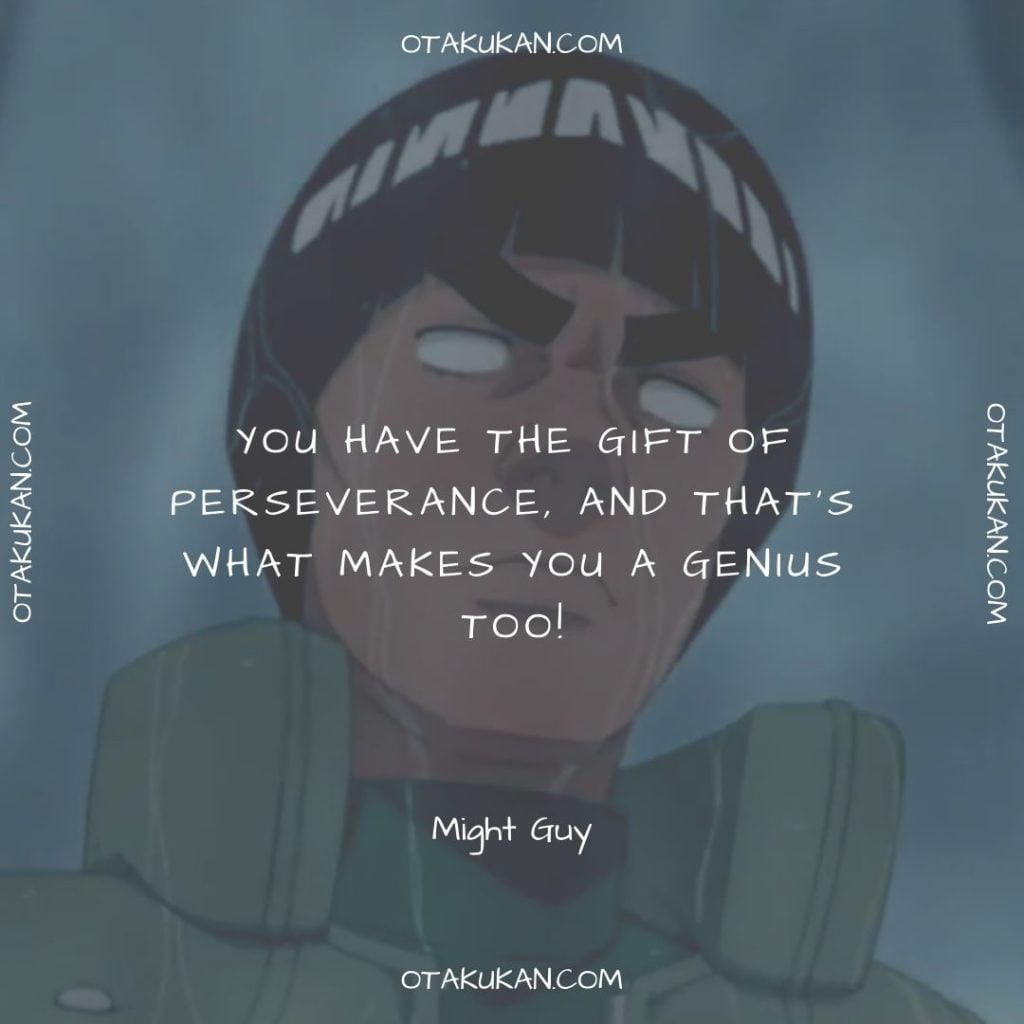 OTAKUKAN.COM
OTAKUKAN.COM
OTAKUKAN.COM
YOU HAVE THE GIFT OF
PERSEVERANCE, AND THAT'S
WHAT MAKES YOU A GENIUS
TOO!
Might Guy
OTAKUKAN.COM